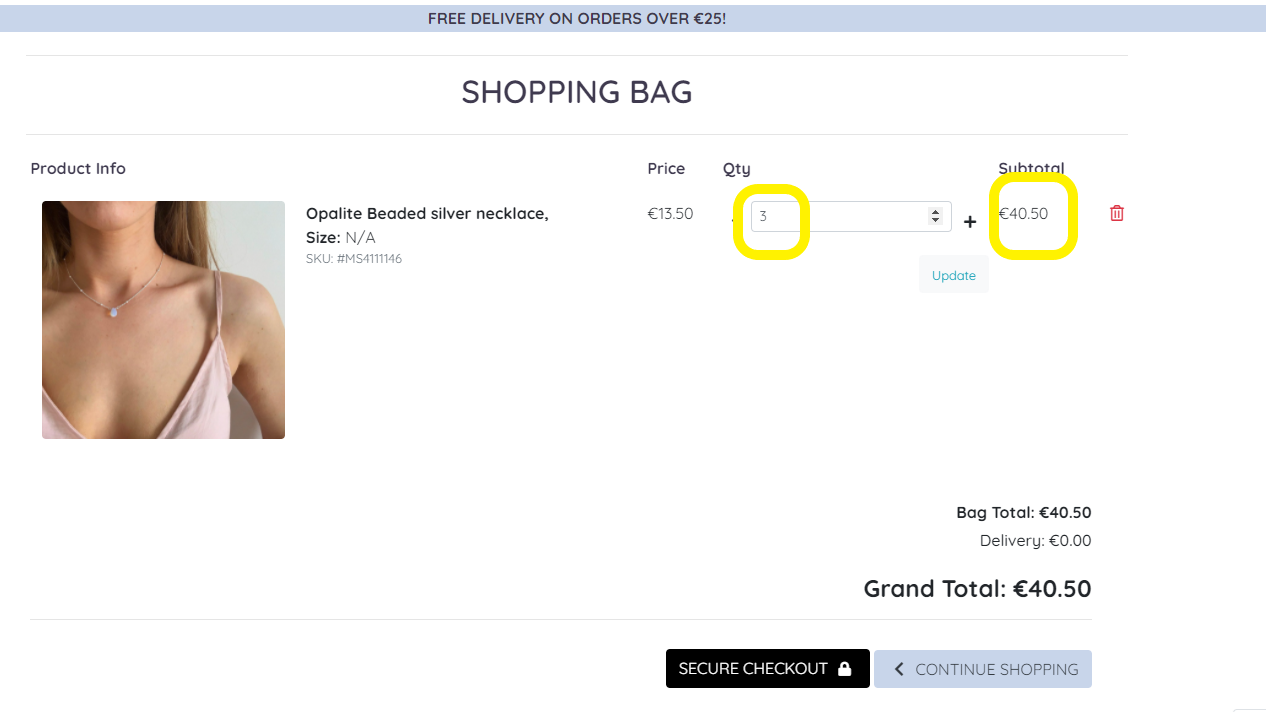 FREE DELIVERY ON ORDERS OVER €25!
SHOPPING BAG
Product Info Price Qty Subtotal
Opalite Beaded silver necklace, €13.50 - 3 + €40.50
Size: N/A
SKU: #MS4111146
Update
Bag Total: €40.50
Delivery: €0.00
Grand Total: €40.50
SECURE CHECKOUT CONTINUE SHOPPING